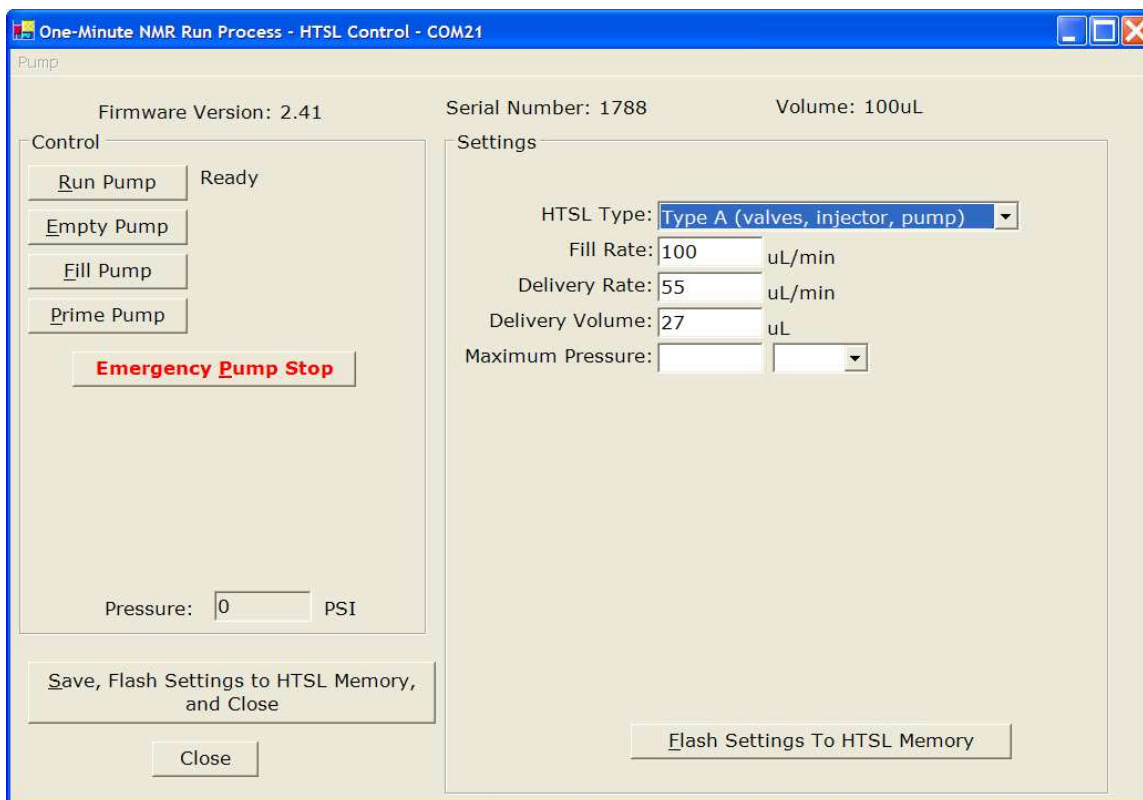 One-Minute NMR Run Process - HTSL Control - COM21
Pump
Firmware Version: 2.41
Serial Number: 1788
Volume: 100uL
Control
Run Pump
Ready
Empty Pump
Fill Pump
Prime Pump
Emergency Pump Stop
Pressure: 0 PSI
Save, Flash Settings to HTSL Memory,
and Close
Close
Settings
HTSL Type: Type A (valves, injector, pump)
Fill Rate: 100 uL/min
Delivery Rate: 55 uL/min
Delivery Volume: 27 uL
Maximum Pressure:
Flash Settings To HTSL Memory